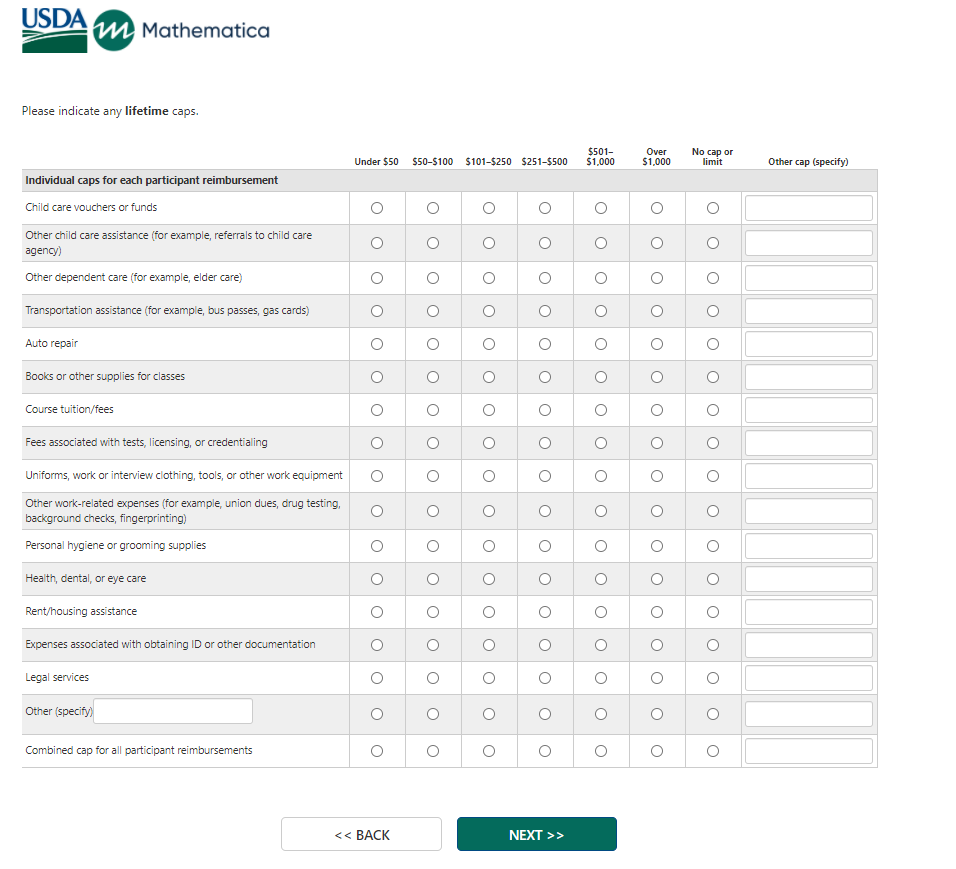 USDA
m Mathematica
Please indicate any lifetime caps.
Under $50 $50–$100 $101–$250 $251–$500 $501–$1,000 Over $1,000 No cap or limit Other cap (specify)
Individual caps for each participant reimbursement
Child care vouchers or funds
Other child care assistance (for example, referrals to child care
agency)
Other dependent care (for example, elder care)
Transportation assistance (for example, bus passes, gas cards)
Auto repair
Books or other supplies for classes
Course tuition/fees
Fees associated with tests, licensing, or credentialing
Uniforms, work or interview clothing, tools, or other work equipment
Other work-related expenses (for example, union dues, drug testing,
background checks, fingerprinting)
Personal hygiene or grooming supplies
Health, dental, or eye care
Rent/housing assistance
Expenses associated with obtaining ID or other documentation
Legal services
Other (specify)
Combined cap for all participant reimbursements
<< BACK NEXT >>